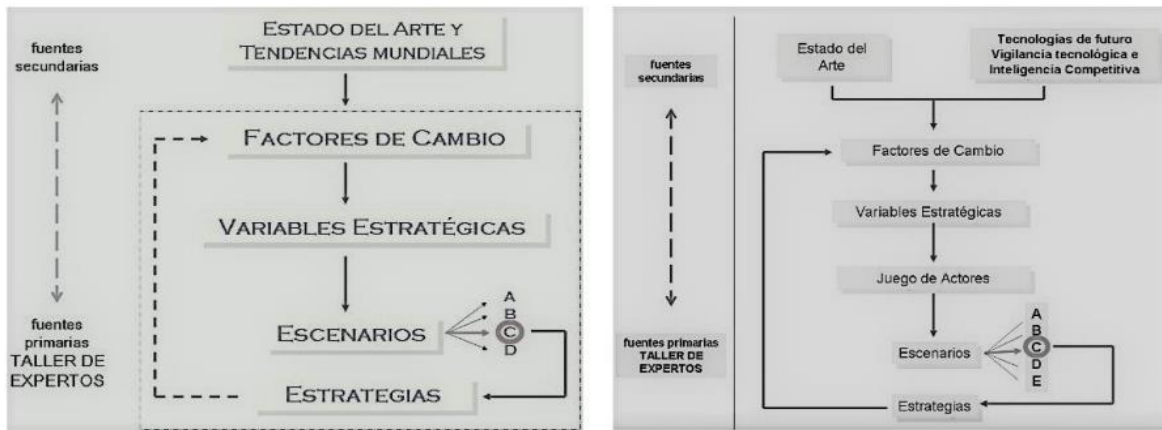 fuentes
secundarias
ESTADO DEL ARTE Y
TENDENCIAS MUNDIALES
FACTORES DE CAMBIO
VARIABLES ESTRATÉGICAS
ESCENARIOS
A
B
C
D
ESTRATEGIAS
fuentes
primarias
TALLER DE
EXPERTOS
fuentes
secundarias
Estado del
Arte
Tecnologías de futuro
Vigilancia tecnológica e
Inteligencia Competitiva
Factores de Cambio
Variables Estratégicas
Juego de Actores
Escenarios
A
B
C
D
E
Estrategias
fuentes primarias
TALLER DE
EXPERTOS